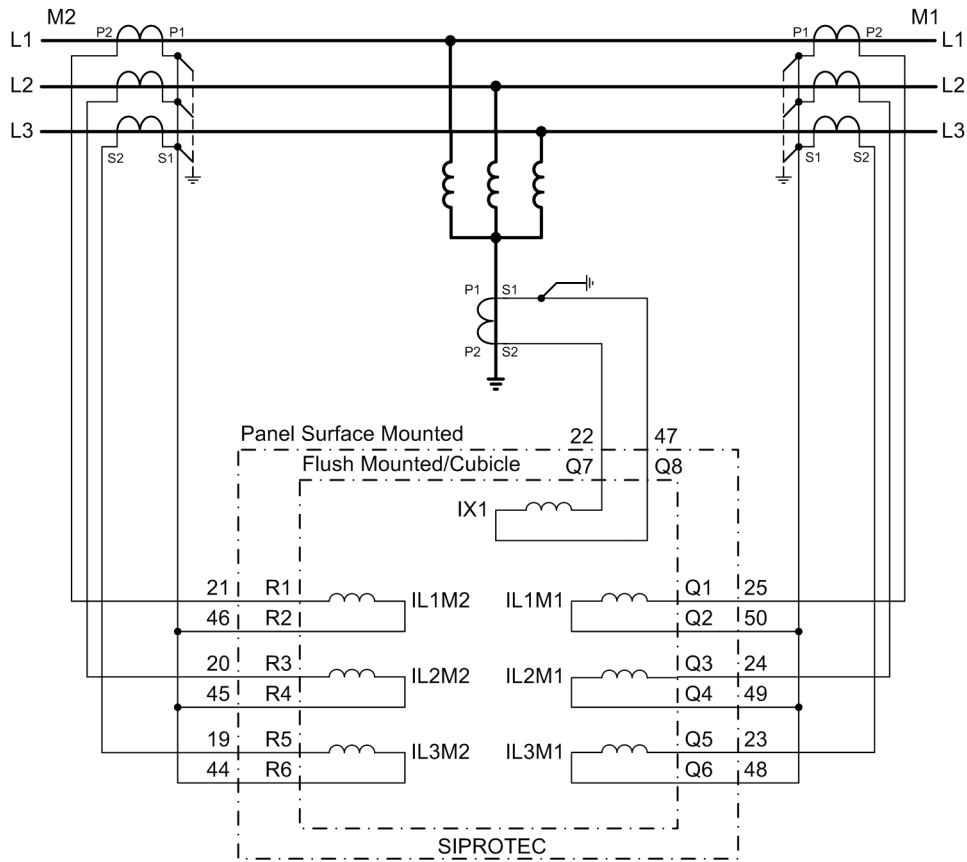 M2 M1
L1 P2 P1 P1 P2 L1
L2 L2
L3 L3
S2 S1 S1 S2
P1 S1
P2 S2
Panel Surface Mounted 22 47
Flush Mounted/Cubicle Q7 Q8
IX1
21 R1 IL1M2 IL1M1 Q1 25
46 R2 Q2 50
20 R3 IL2M2 IL2M1 Q3 24
45 R4 Q4 49
19 R5 IL3M2 IL3M1 Q5 23
44 R6 Q6 48
SIPROTEC